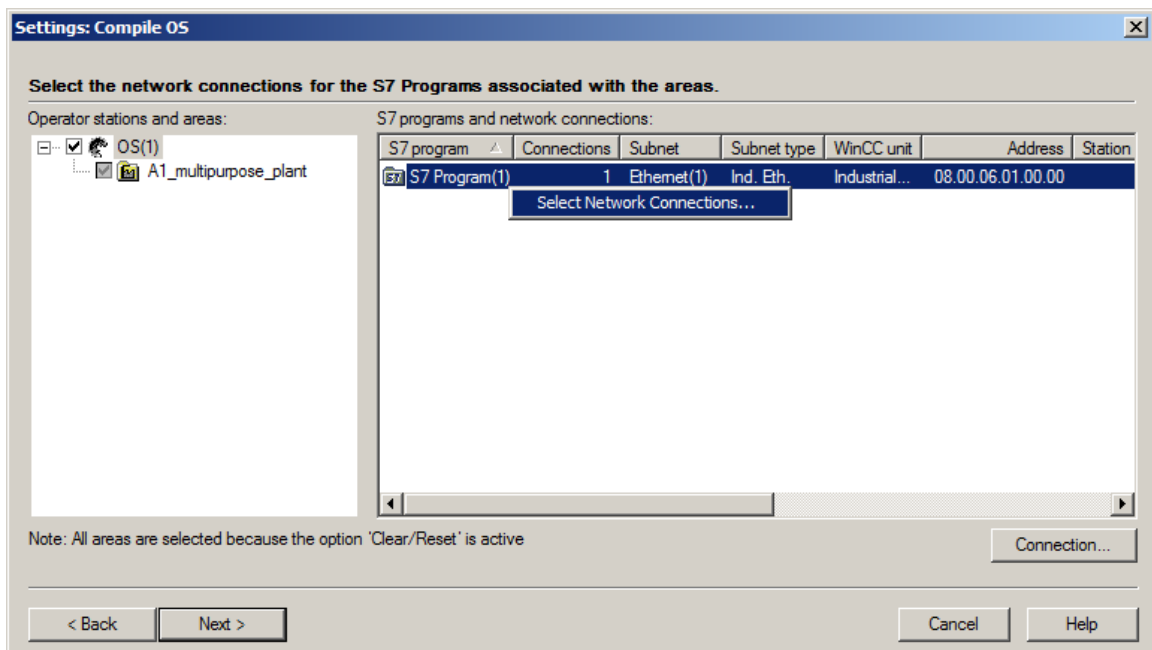 Settings: Compile OS
Select the network connections for the S7 Programs associated with the areas.
Operator stations and areas:
S7 programs and network connections:
OS(1)
A1_multipurpose_plant
S7 program Connections Subnet Subnet type WinCC unit Address Station
S7 Program(1) 1 Ethernet(1) Ind. Eth. Industrial... 08.00.06.01.00.00
Select Network Connections...
Note: All areas are selected because the option 'Clear/Reset' is active
Connection...
< Back Next > Cancel Help